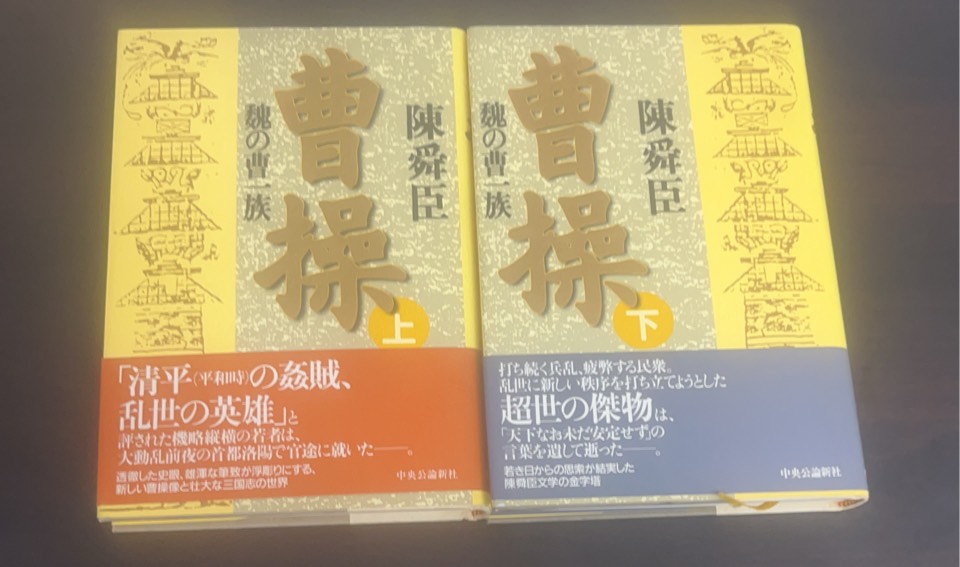 陳舜臣
曹操
魏の曹一族
上
「清平（平和時）の姦賊、
乱世の英雄」と
評された機略縦横の若者は、
大動乱前夜の首都洛陽で官途に就いた――。
透徹した史眼、雄渾な筆致が浮彫りにする、
新しい曹操像と壮大な三国志の世界
中央公論新社
陳舜臣
曹操
魏の曹一族
下
打ち続く兵乱、疲弊する民衆。
乱世に新しい秩序を打ち立てようとした
超世の傑物は、
「天下なお未だ安定せず」の
言葉を遺して逝った――。
若き日からの思索が結実した
陳舜臣文学の金字塔
中央公論新社